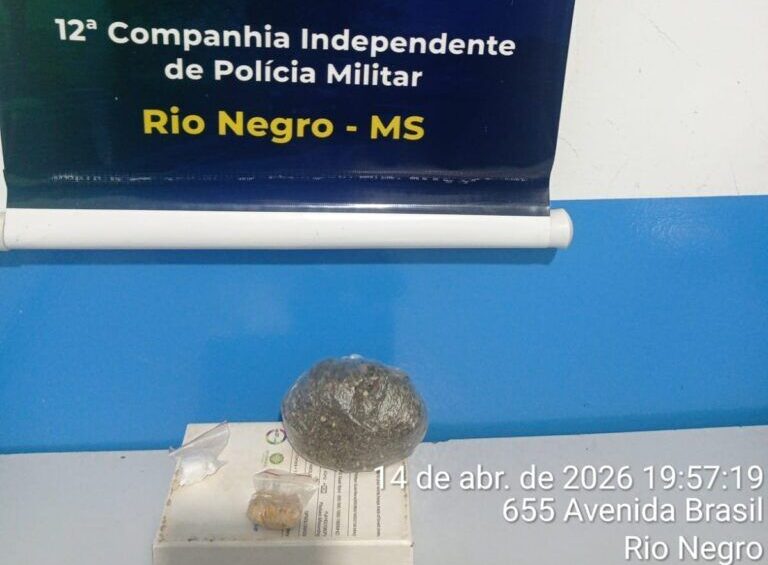 12ª Companhia Independente
de Polícia Militar
Rio Negro - MS
14 de abr. de 2026 19:57:19
655 Avenida Brasil
Rio Negro